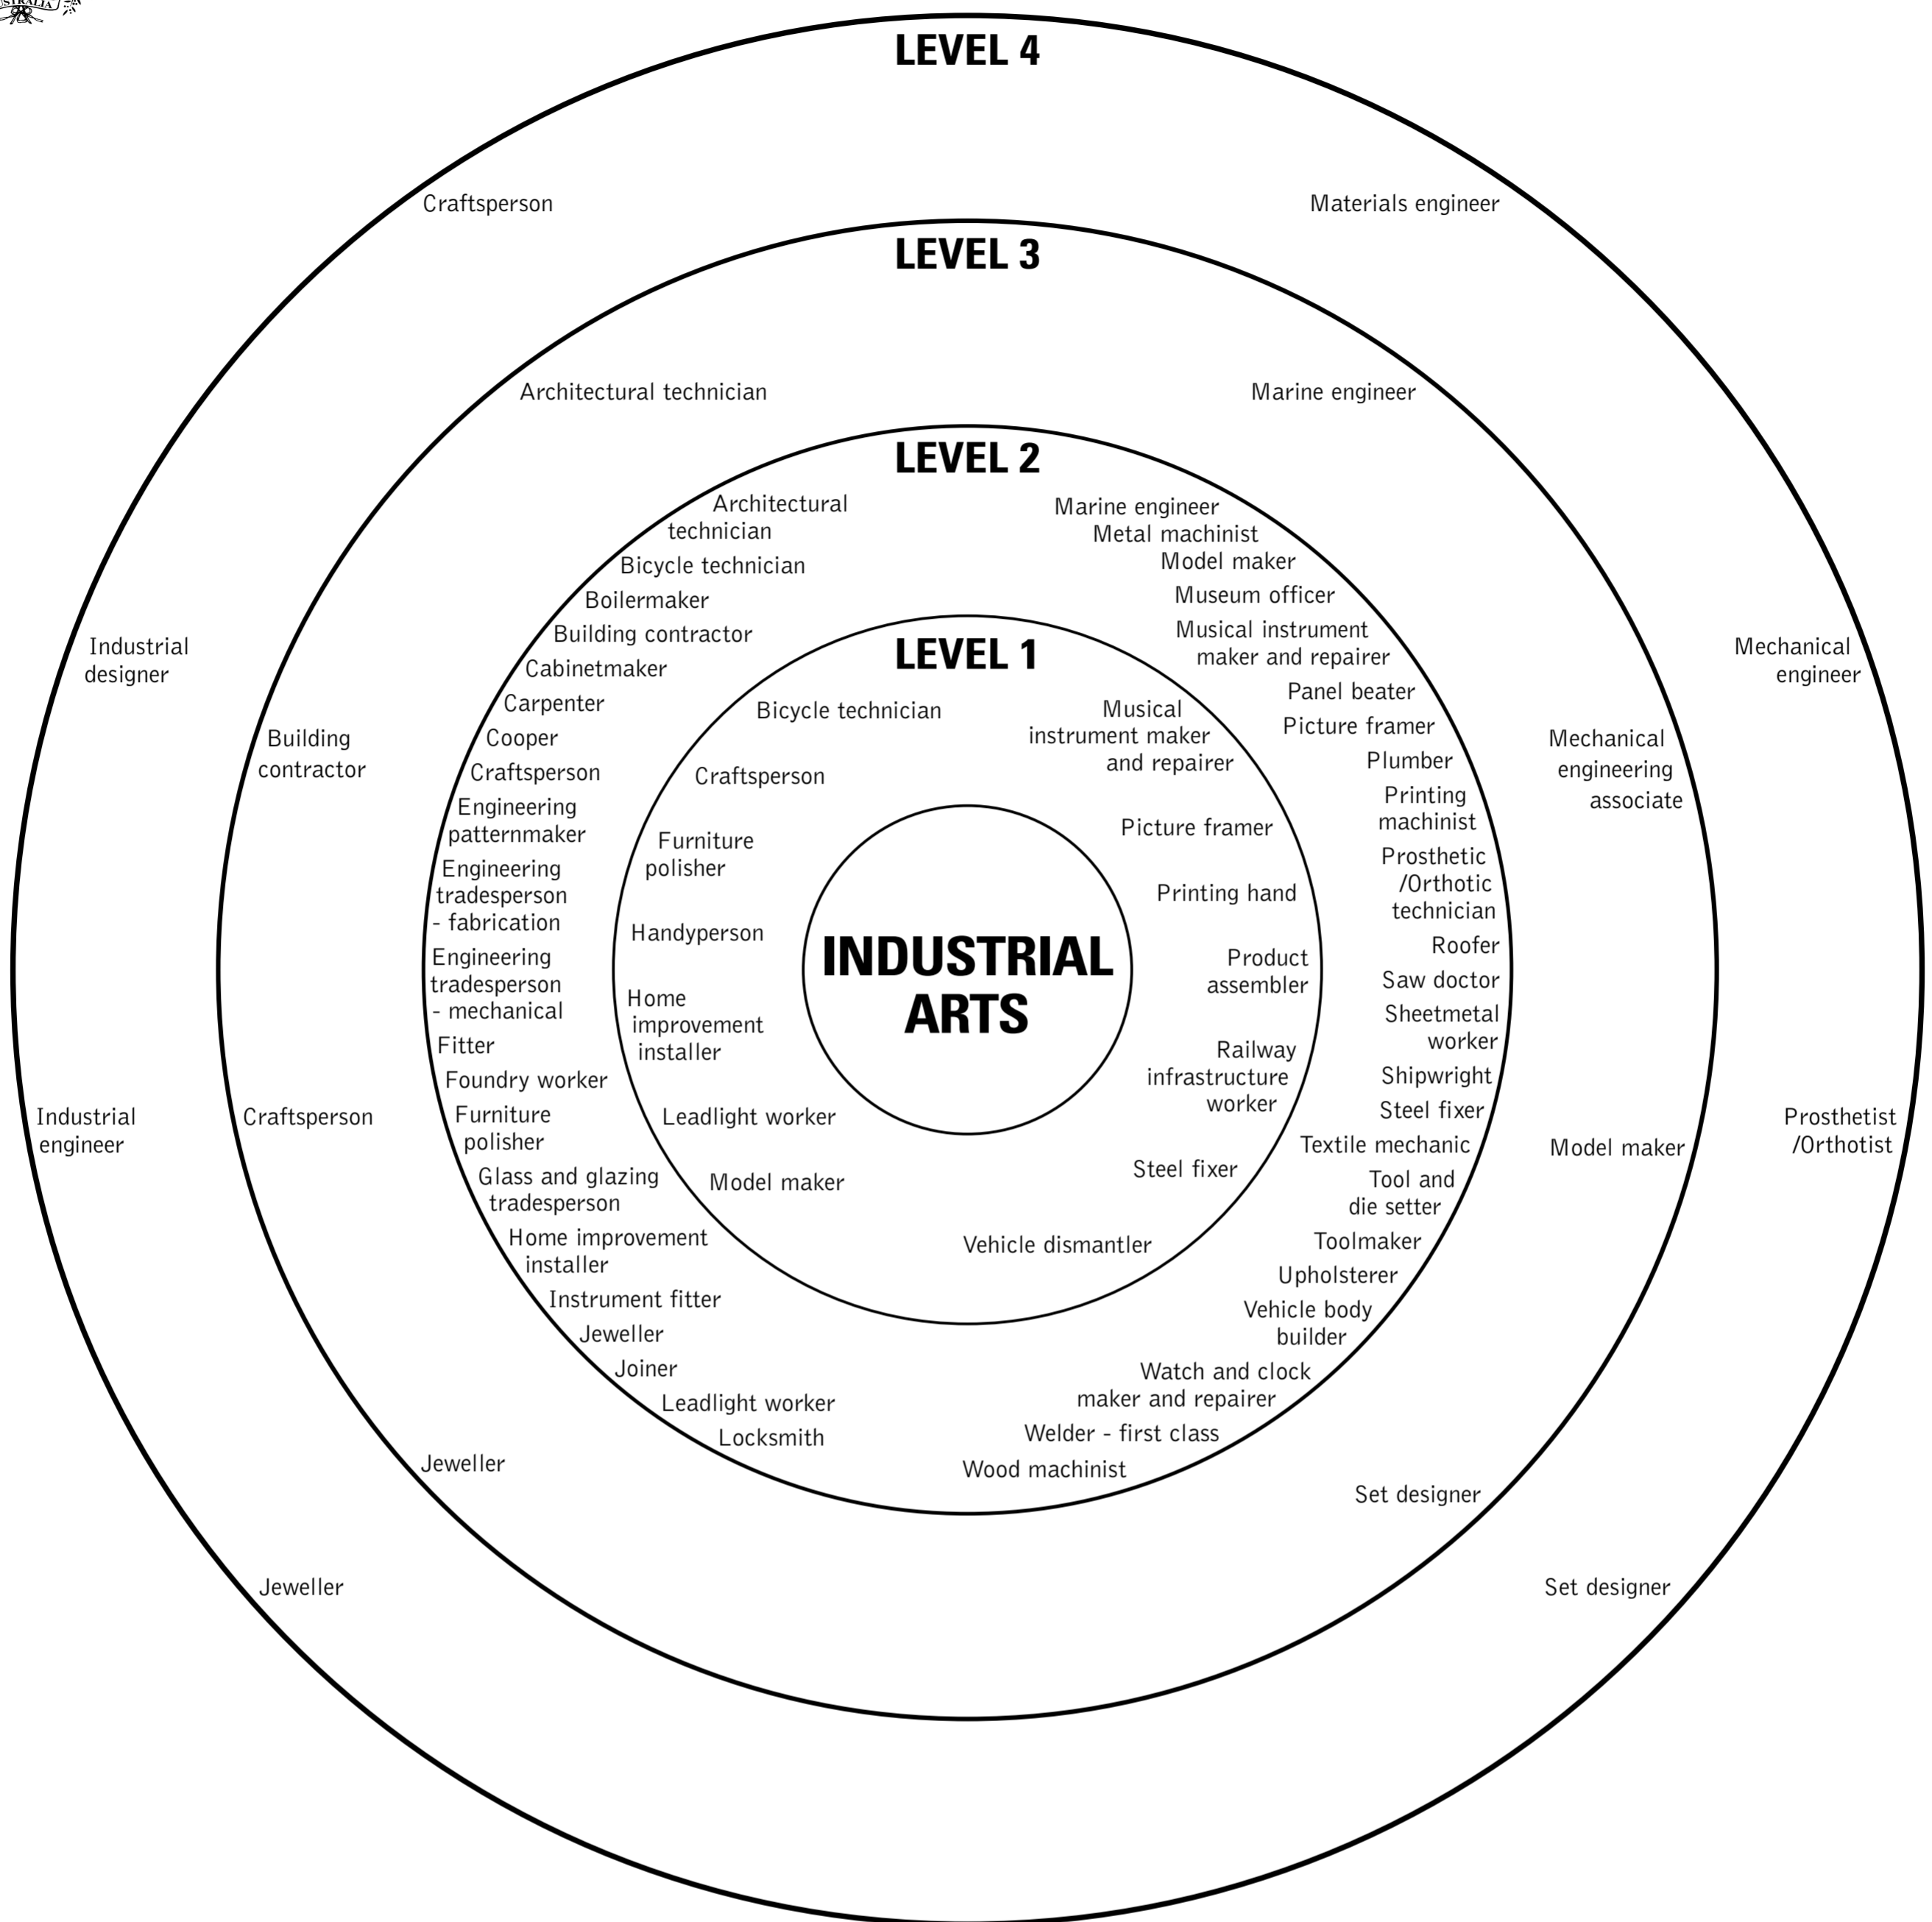 USTRALIA
LEVEL 4
Craftsperson
Industrial
designer
Industrial
engineer
Jeweller
Materials engineer
Mechanical
engineer
Prosthetist
/Orthotist
Set designer
LEVEL 3
Architectural technician
Building
contractor
Craftsperson
Jeweller
Marine engineer
Mechanical
engineering
associate
Model maker
Set designer
LEVEL 2
Architectural
technician
Bicycle technician
Boilermaker
Building contractor
Cabinetmaker
Carpenter
Cooper
Craftsperson
Engineering
patternmaker
Engineering
tradesperson
- fabrication
Engineering
tradesperson
- mechanical
Fitter
Foundry worker
Furniture
polisher
Glass and glazing
tradesperson
Home improvement
installer
Instrument fitter
Jeweller
Joiner
Leadlight worker
Locksmith
Marine engineer
Metal machinist
Model maker
Museum officer
Musical instrument
maker and repairer
Panel beater
Picture framer
Plumber
Printing
machinist
Prosthetic
/Orthotic
technician
Roofer
Saw doctor
Sheetmetal
worker
Shipwright
Steel fixer
Textile mechanic
Tool and
die setter
Toolmaker
Upholsterer
Vehicle body
builder
Watch and clock
maker and repairer
Welder - first class
Wood machinist
LEVEL 1
Bicycle technician
Craftsperson
Furniture
polisher
Handyperson
Home
improvement
installer
Leadlight worker
Model maker
Musical
instrument maker
and repairer
Picture framer
Printing hand
Product
assembler
Railway
infrastructure
worker
Steel fixer
Vehicle dismantler
INDUSTRIAL
ARTS